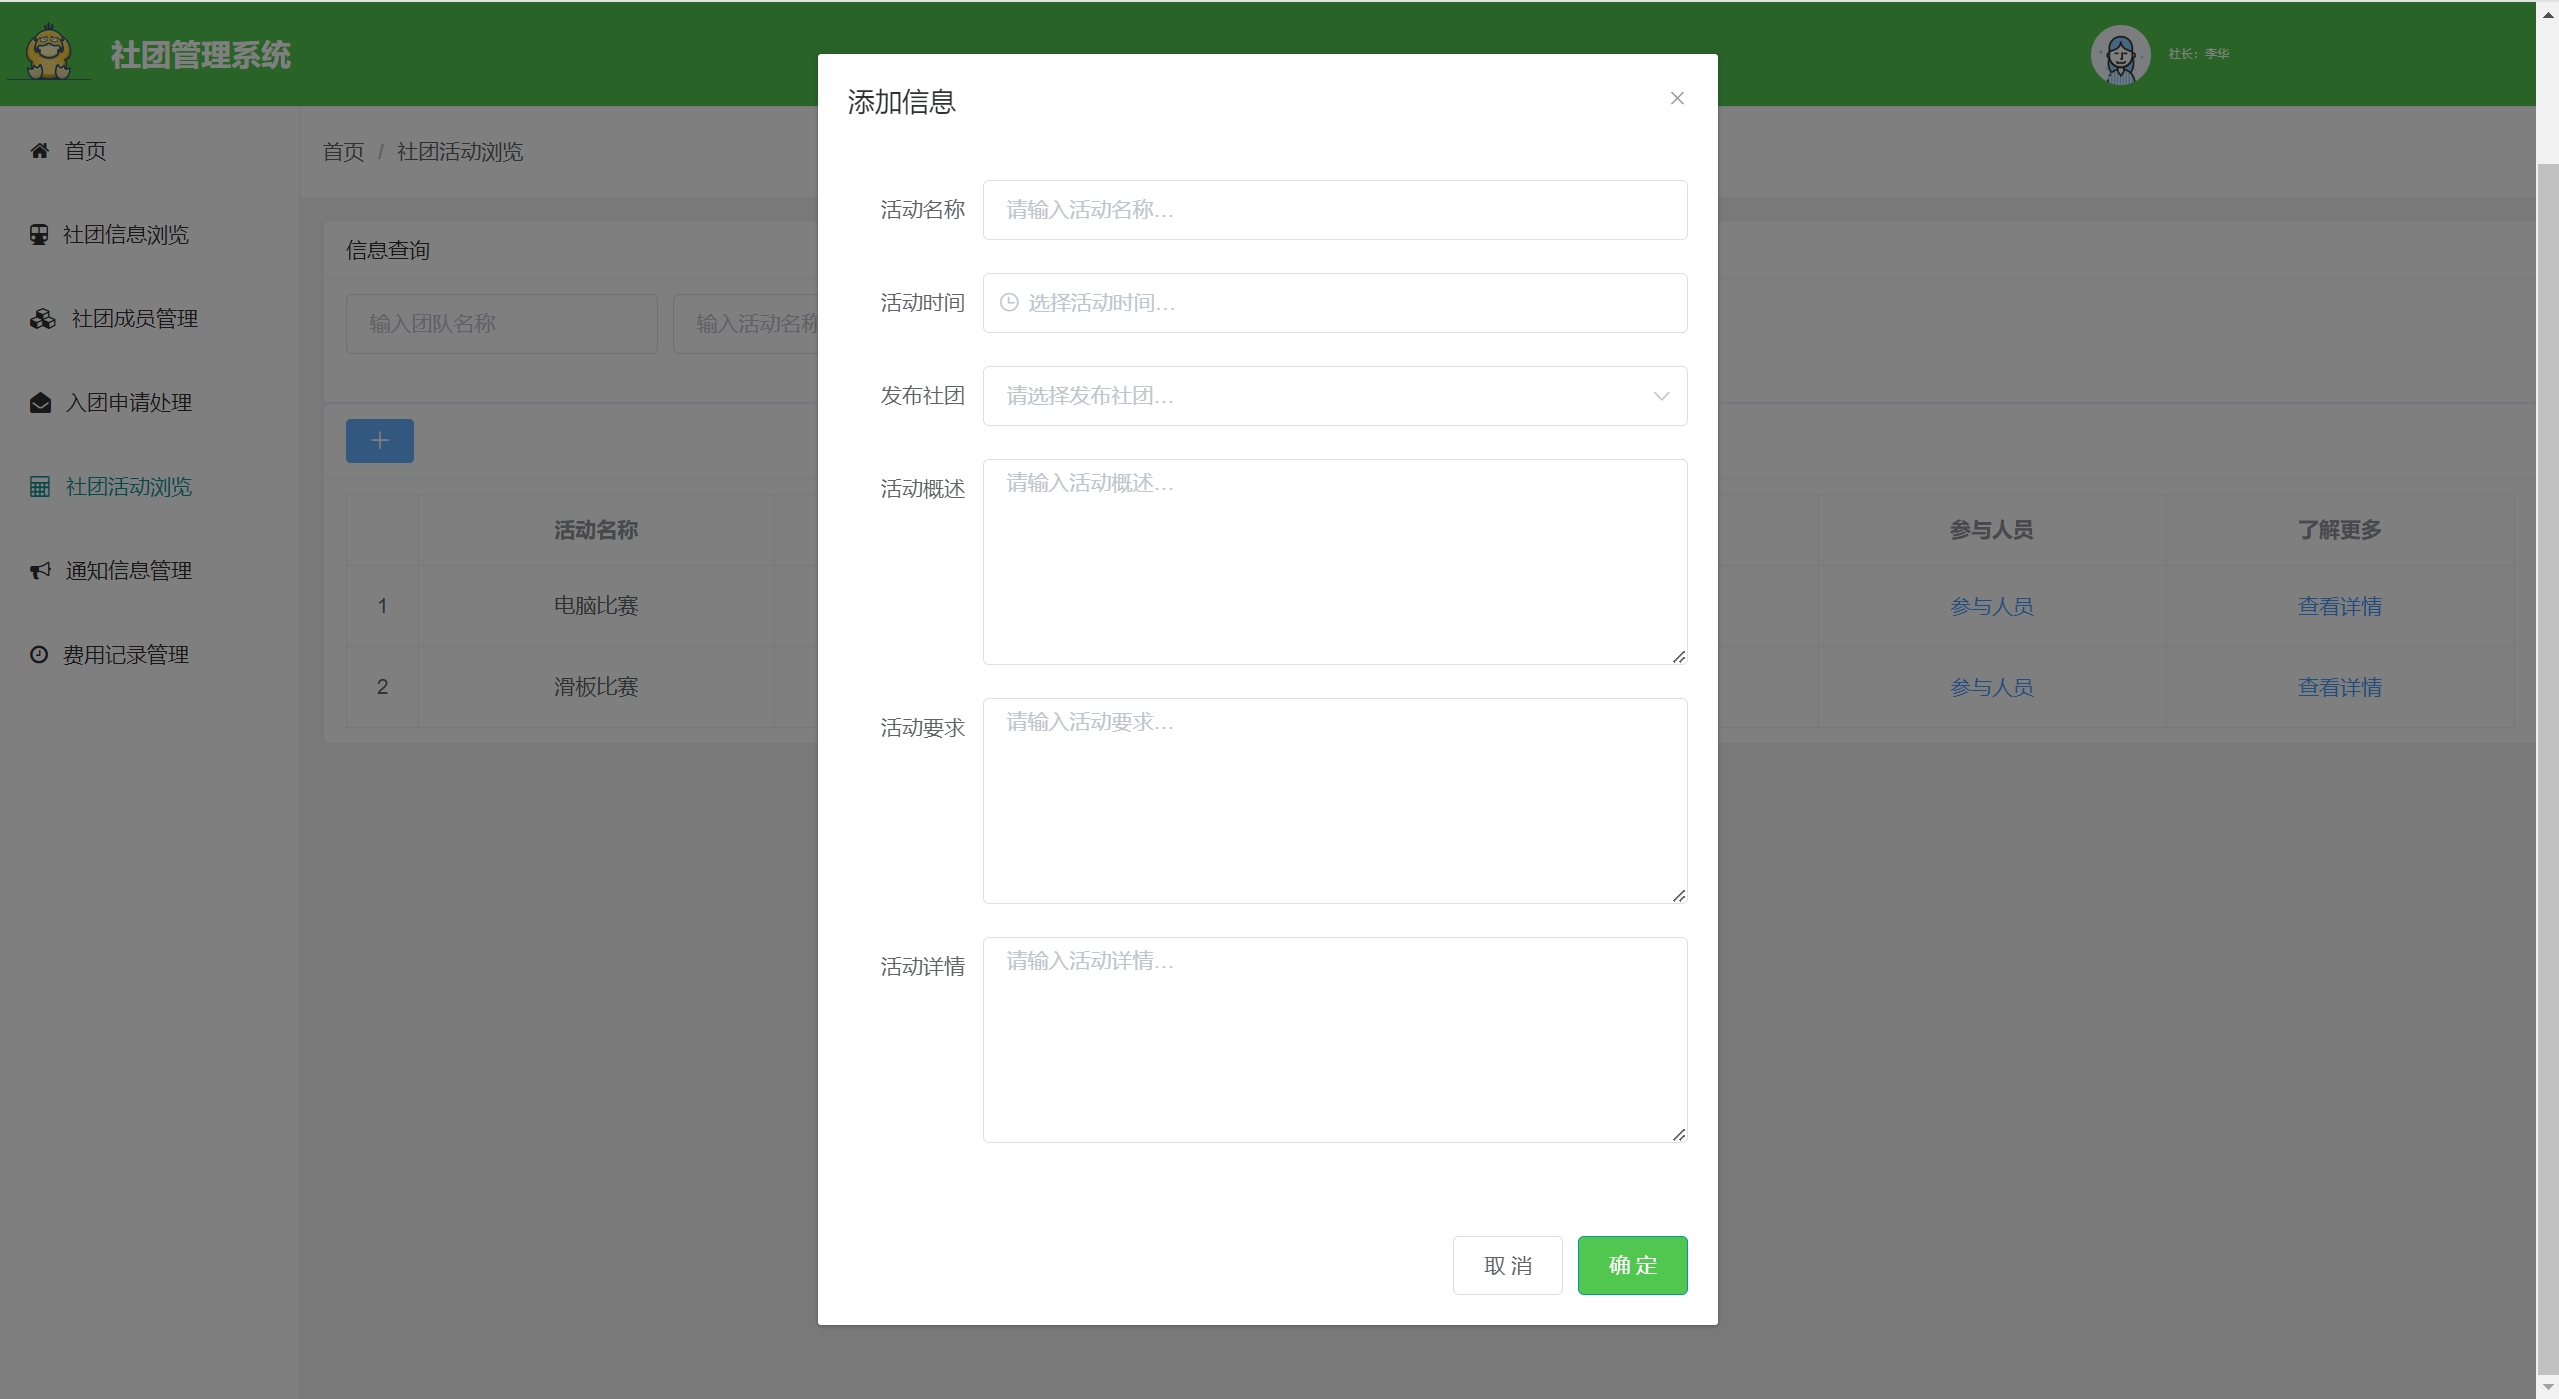 社团管理系统
社长：李华
首页
社团信息浏览
社团成员管理
入团申请处理
社团活动浏览
通知信息管理
费用记录管理
首页 / 社团活动浏览
信息查询
输入团队名称
输入活动名称
活动名称 参与人员 了解更多
1 电脑比赛 参与人员 查看详情
2 滑板比赛 参与人员 查看详情
添加信息
活动名称 请输入活动名称…
活动时间 选择活动时间…
发布社团 请选择发布社团…
活动概述 请输入活动概述…
活动要求 请输入活动要求…
活动详情 请输入活动详情…
取 消 确 定